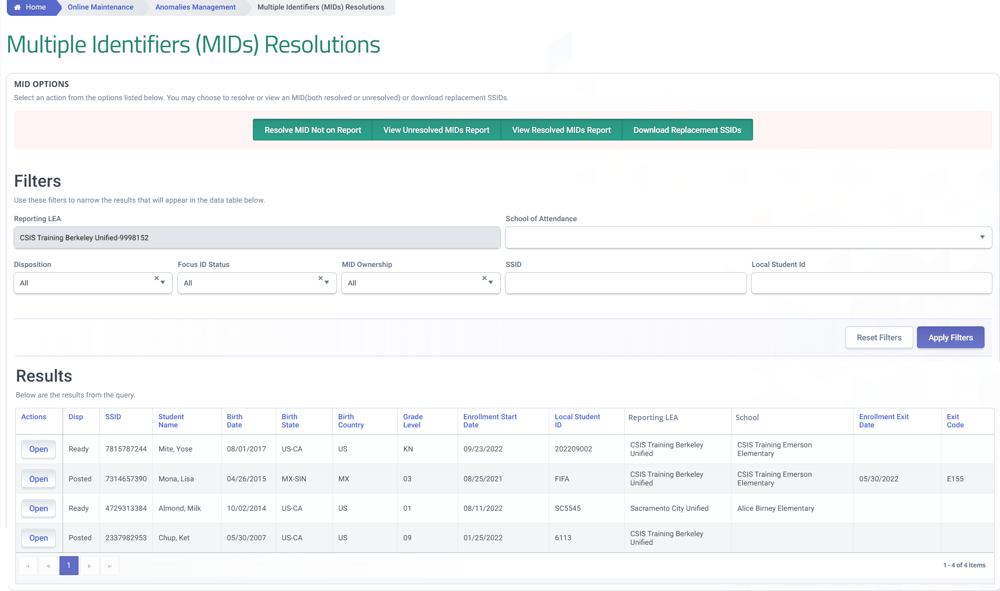 Home
Online Maintenance
Anomalies Management
Multiple Identifiers (MIDs) Resolutions
Multiple Identifiers (MIDs) Resolutions
MID OPTIONS
Select an action from the options listed below. You may choose to resolve or view an MID(both resolved or unresolved) or download replacement SSIDs.
Resolve MID Not on Report
View Unresolved MIDs Report
View Resolved MIDs Report
Download Replacement SSIDs
Filters
Use these filters to narrow the results that will appear in the data table below.
Reporting LEA
School of Attendance
CSIS Training Berkeley Unified-9998152
Disposition
Focus ID Status
MID Ownership
SSID
Local Student Id
All
All
All
Reset Filters
Apply Filters
Results
Below are the results from the query.
Actions
Disp
SSID
Student
Name
Birth
Date
Birth
State
Birth
Country
Grade
Level
Enrollment Start
Date
Local Student
ID
Reporting LEA
School
Enrollment Exit
Date
Exit
Code
Open
Ready
7815787244
Mite, Yose
08/01/2017
US-CA
US
KN
09/23/2022
202209002
CSIS Training Berkeley
Unified
CSIS Training Emerson
Elementary
Open
Posted
7314657390
Mona, Lisa
04/26/2015
MX-SIN
MX
03
08/25/2021
FIFA
CSIS Training Berkeley
Unified
CSIS Training Emerson
Elementary
05/30/2022
E155
Open
Ready
4729313384
Almond, Milk
10/02/2014
US-CA
US
01
08/11/2022
SC5545
Sacramento City Unified
Alice Birney Elementary
Open
Posted
2337982953
Chup, Ket
05/30/2007
US-CA
US
09
01/25/2022
6113
CSIS Training Berkeley
Unified
1
1 - 4 of 4 items